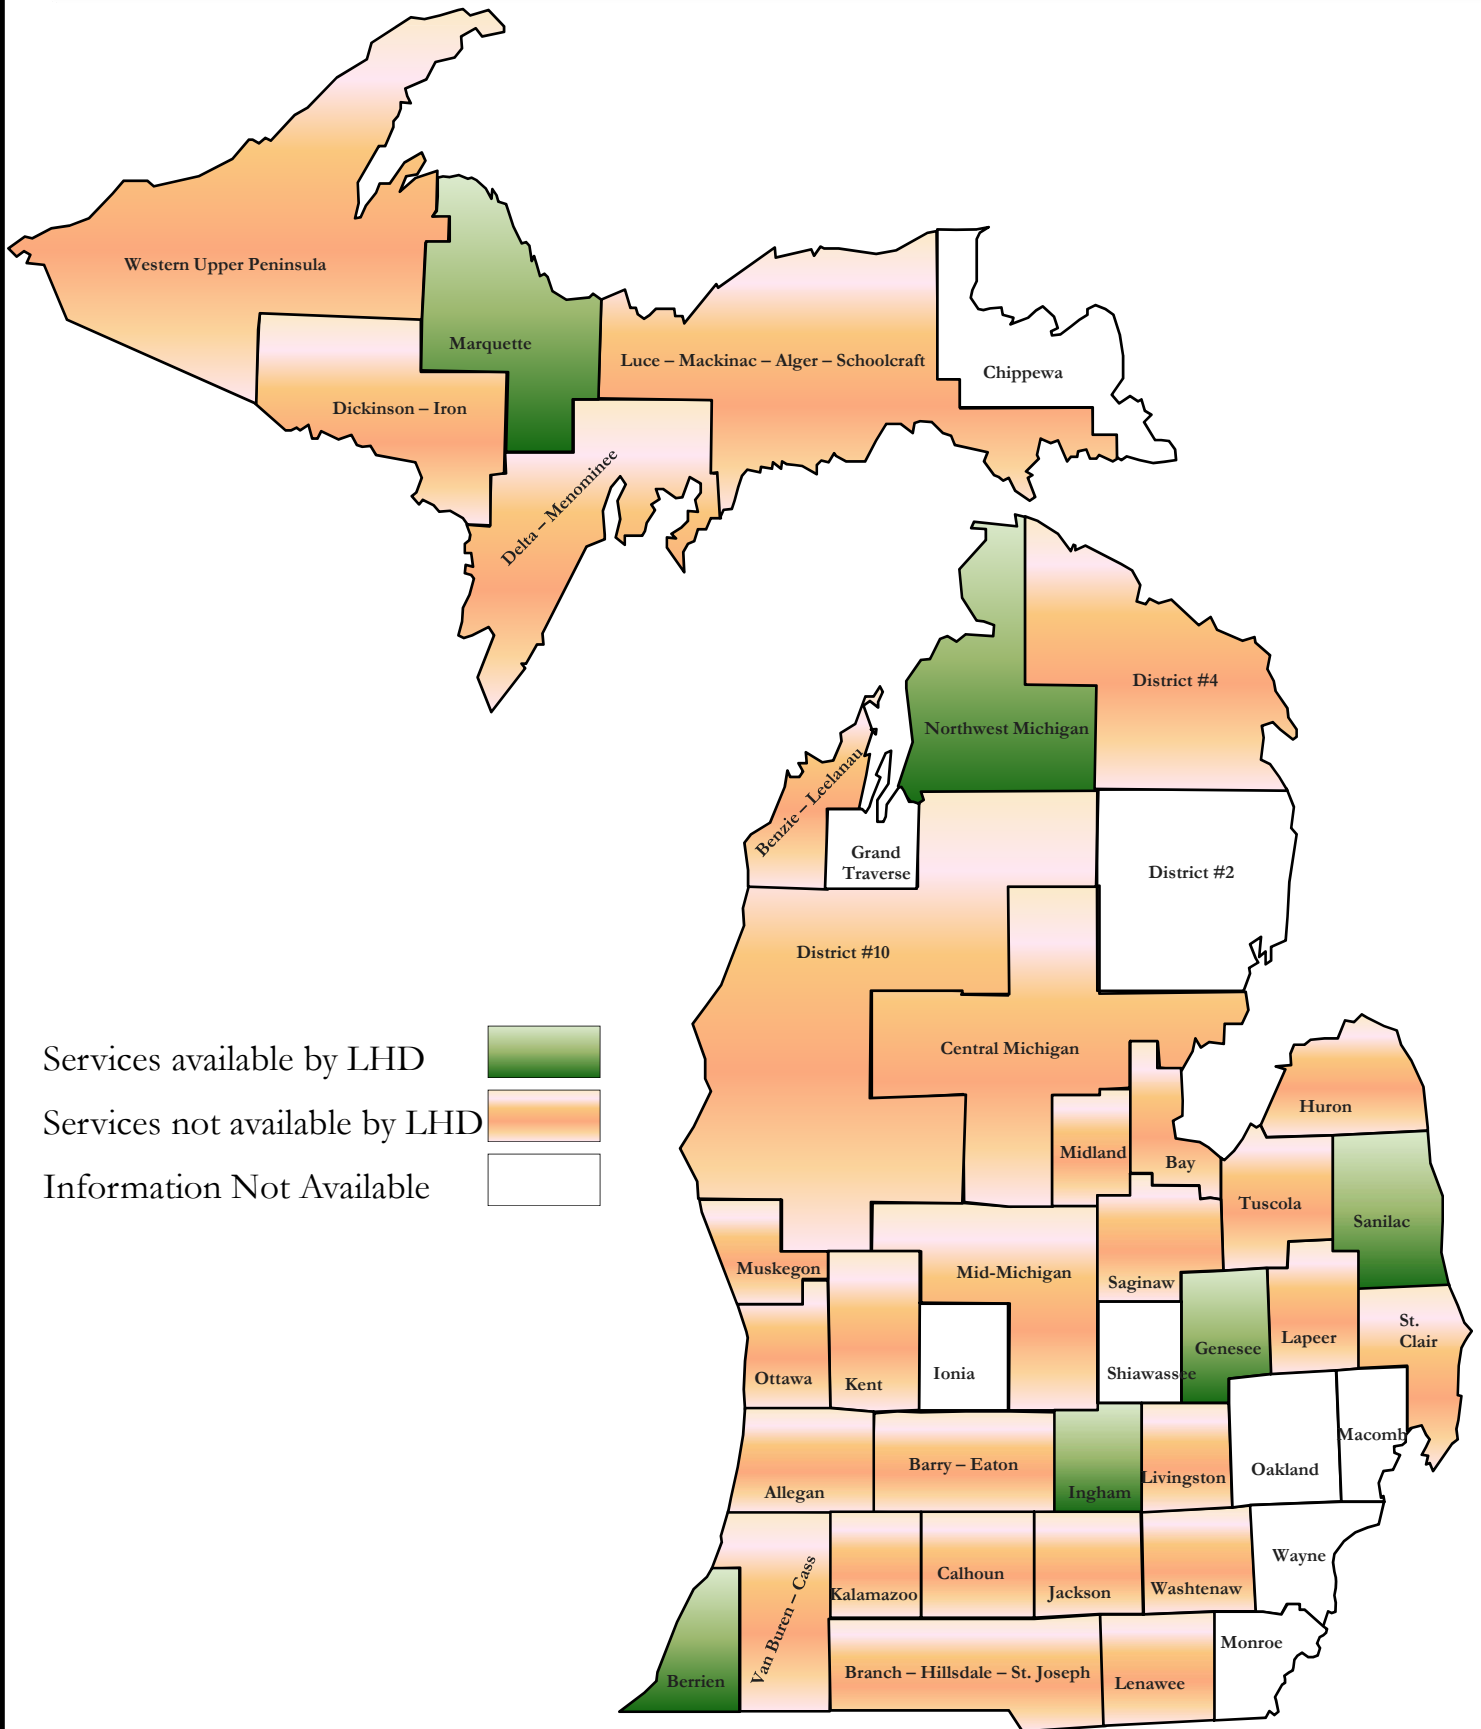 Western Upper Peninsula
Marquette
Luce – Mackinac – Alger – Schoolcraft
Chippewa
Dickinson – Iron
Delta – Menominee
District #4
Northwest Michigan
Benzie – Leelanau
Grand
Traverse
District #2
District #10
Central Michigan
Services available by LHD
Services not available by LHD
Information Not Available
Huron
Midland
Bay
Tuscola
Sanilac
Muskegon
Mid-Michigan
Saginaw
St.
Clair
Lapeer
Genesee
Ottawa
Kent
Ionia
Shiawassee
Macomb
Oakland
Livingston
Ingham
Barry – Eaton
Allegan
Wayne
Washtenaw
Jackson
Calhoun
Kalamazoo
Van Buren – Cass
Berrien
Branch – Hillsdale – St. Joseph
Lenawee
Monroe